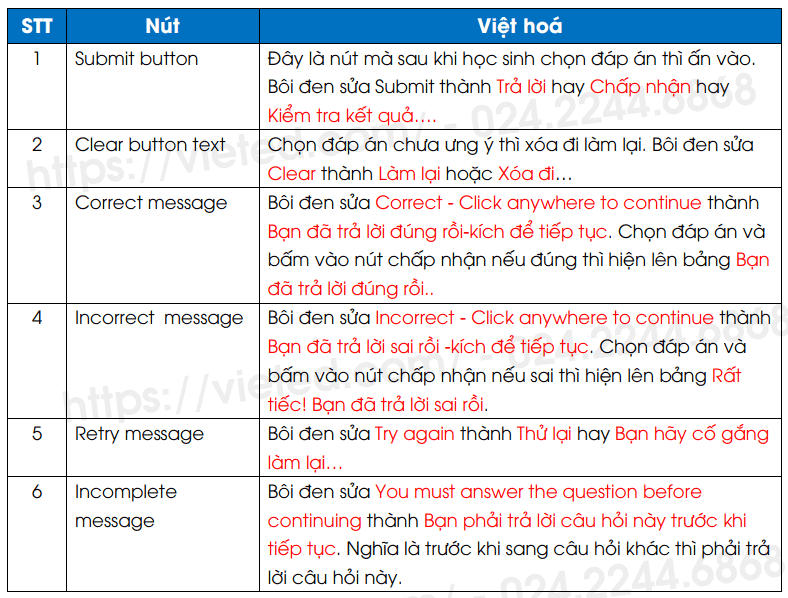 STT Nút Việt hoá
1 Submit button Đây là nút mà sau khi học sinh chọn đáp án thì ấn vào.
Bôi đen sửa Submit thành Trả lời hay Chấp nhận hay
Kiểm tra kết quả….
2 Clear button text Chọn đáp án chưa ưng ý thì xóa đi làm lại. Bôi đen sửa
Clear thành Làm lại hoặc Xóa đi…
3 Correct message Bôi đen sửa Correct - Click anywhere to continue thành
Bạn đã trả lời đúng rồi-kích để tiếp tục. Chọn đáp án và
bấm vào nút chấp nhận nếu đúng thì hiện lên bảng Bạn
đã trả lời đúng rồi..
4 Incorrect message Bôi đen sửa Incorrect - Click anywhere to continue thành
Bạn đã trả lời sai rồi -kích để tiếp tục. Chọn đáp án và
bấm vào nút chấp nhận nếu sai thì hiện lên bảng Rất
tiếc! Bạn đã trả lời sai rồi.
5 Retry message Bôi đen sửa Try again thành Thử lại hay Bạn hãy cố gắng
làm lại…
6 Incomplete Bôi đen sửa You must answer the question before
message continuing thành Bạn phải trả lời câu hỏi này trước khi
tiếp tục. Nghĩa là trước khi sang câu hỏi khác thì phải trả
lời câu hỏi này.
https://vieted.com/ - 024.2244.6868
https://vieted.com/ - 024.2244.6868
/ - 024.2244.6868